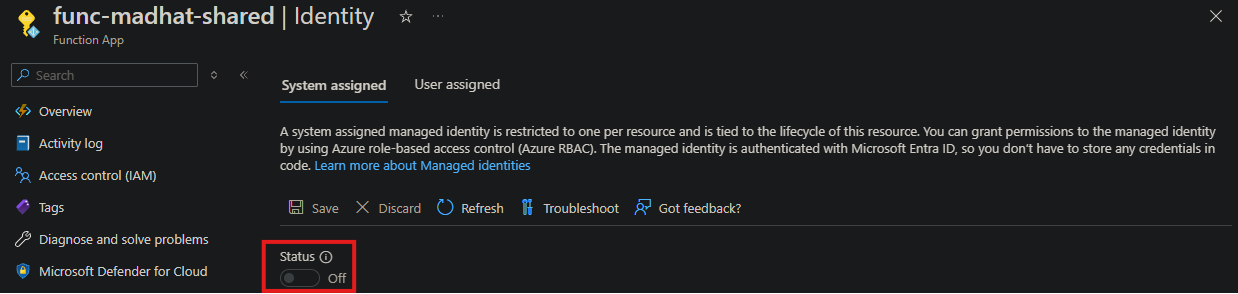 func-madhat-shared | Identity
Function App
Search
Overview
Activity log
Access control (IAM)
Tags
Diagnose and solve problems
Microsoft Defender for Cloud
System assigned User assigned
A system assigned managed identity is restricted to one per resource and is tied to the lifecycle of this resource. You can grant permissions to the managed identity
by using Azure role-based access control (Azure RBAC). The managed identity is authenticated with Microsoft Entra ID, so you don't have to store any credentials in
code. Learn more about Managed identities
Save Discard Refresh Troubleshoot Got feedback?
Status
Off